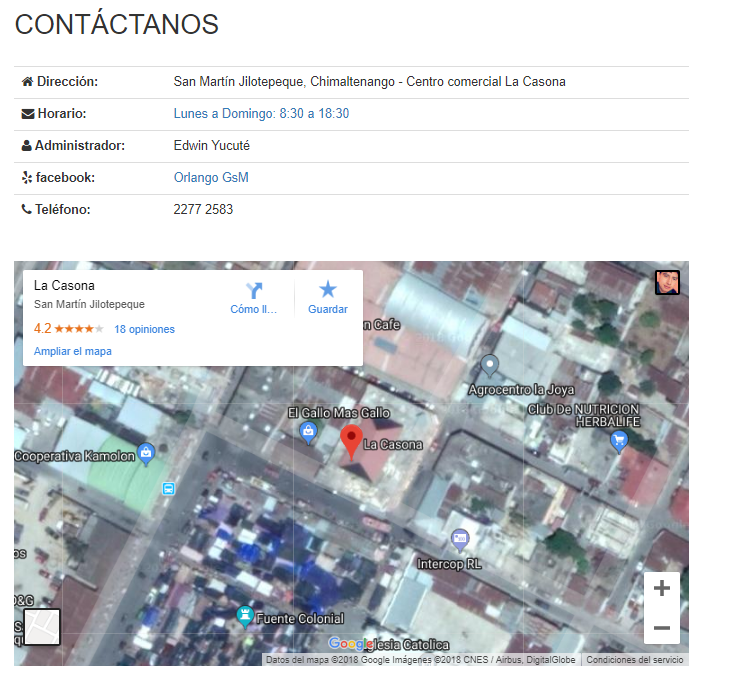 CONTÁCTANOS
Dirección: San Martín Jilotepeque, Chimaltenango - Centro comercial La Casona
Horario: Lunes a Domingo: 8:30 a 18:30
Administrador: Edwin Yucuté
facebook: Orlango GsM
Teléfono: 2277 2583
La Casona
San Martín Jilotepeque
4.2 18 opiniones
Ampliar el mapa
Cómo ll...
Guardar
n Cafe
Agrocentro la Joya
Club De NUTRICION
HERBALIFE
El Gallo Mas Gallo
La Casona
Cooperativa Kamolon
Intercop RL
os
D&G
S
Fuente Colonial
Google
glesia Catolica
Datos del mapa ©2018 Google Imágenes ©2018 CNES / Airbus, DigitalGlobe
Condiciones del servicio